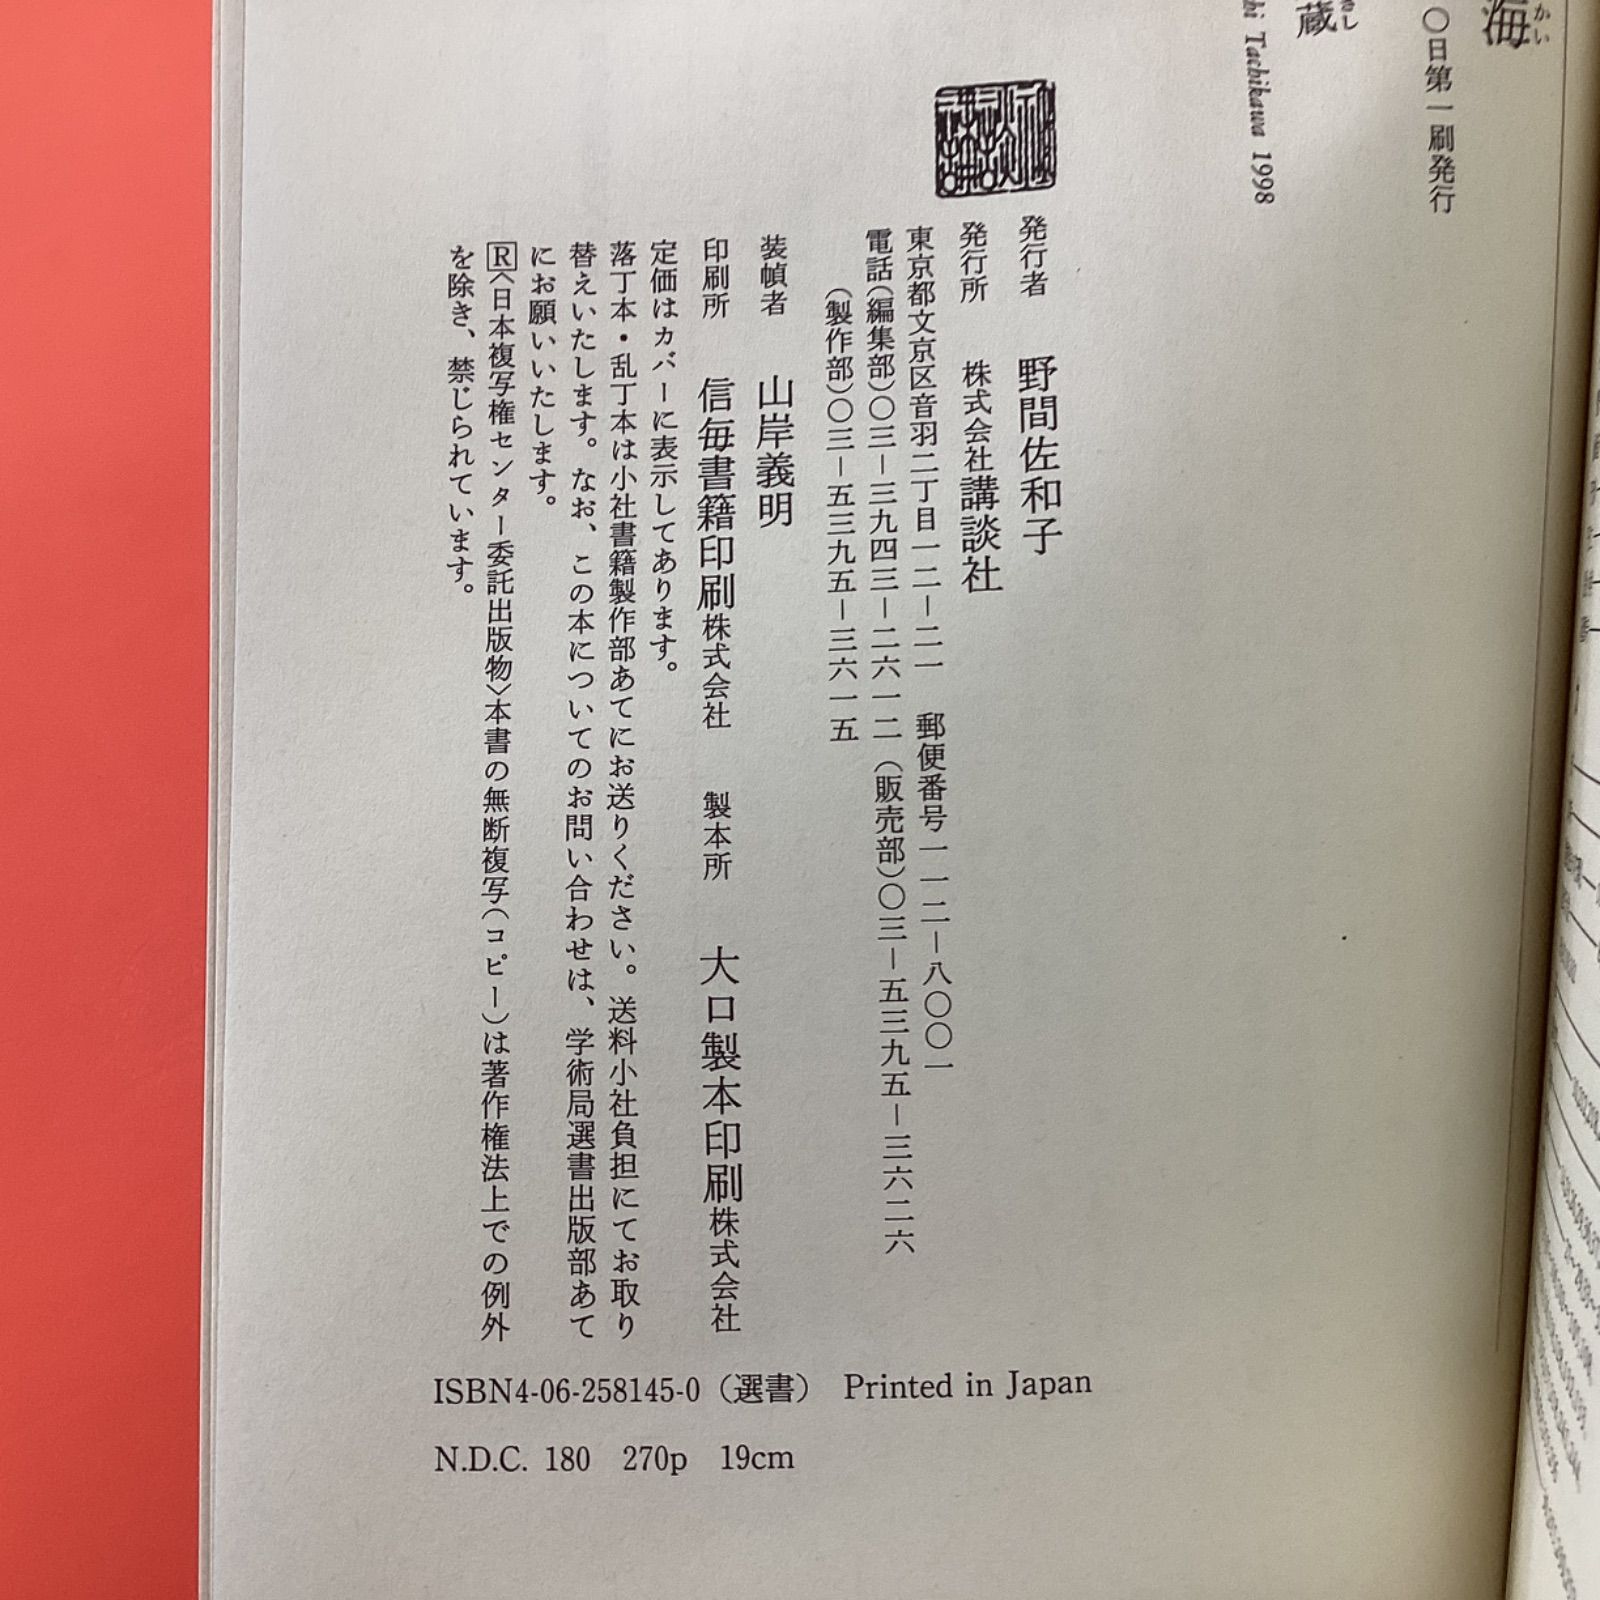 海
かい
〇日第一刷発行
蔵
Tachikawa 1998
発行者 野間佐和子
発行所 株式会社講談社
東京都文京区音羽二丁目一二－二一 郵便番号一一二－八〇〇一
電話（編集部）〇三－三九四三－二六一二（販売部）〇三－五三九五－三六二六
（製作部）〇三－五三九五－三六一五
装幀者 山岸義明
印刷所 信毎書籍印刷株式会社 製本所 大口製本印刷株式会社
定価はカバーに表示してあります。
落丁本・乱丁本は小社書籍製作部あてにお送りください。送料小社負担にてお取り
替えいたします。なお、この本についてのお問い合わせは、学術局選書出版部あて
にお願いいたします。
R〈日本複写権センター委託出版物〉本書の無断複写（コピー）は著作権法上での例外
を除き、禁じられています。
ISBN4-06-258145-0（選書） Printed in Japan
N.D.C. 180 270p 19cm